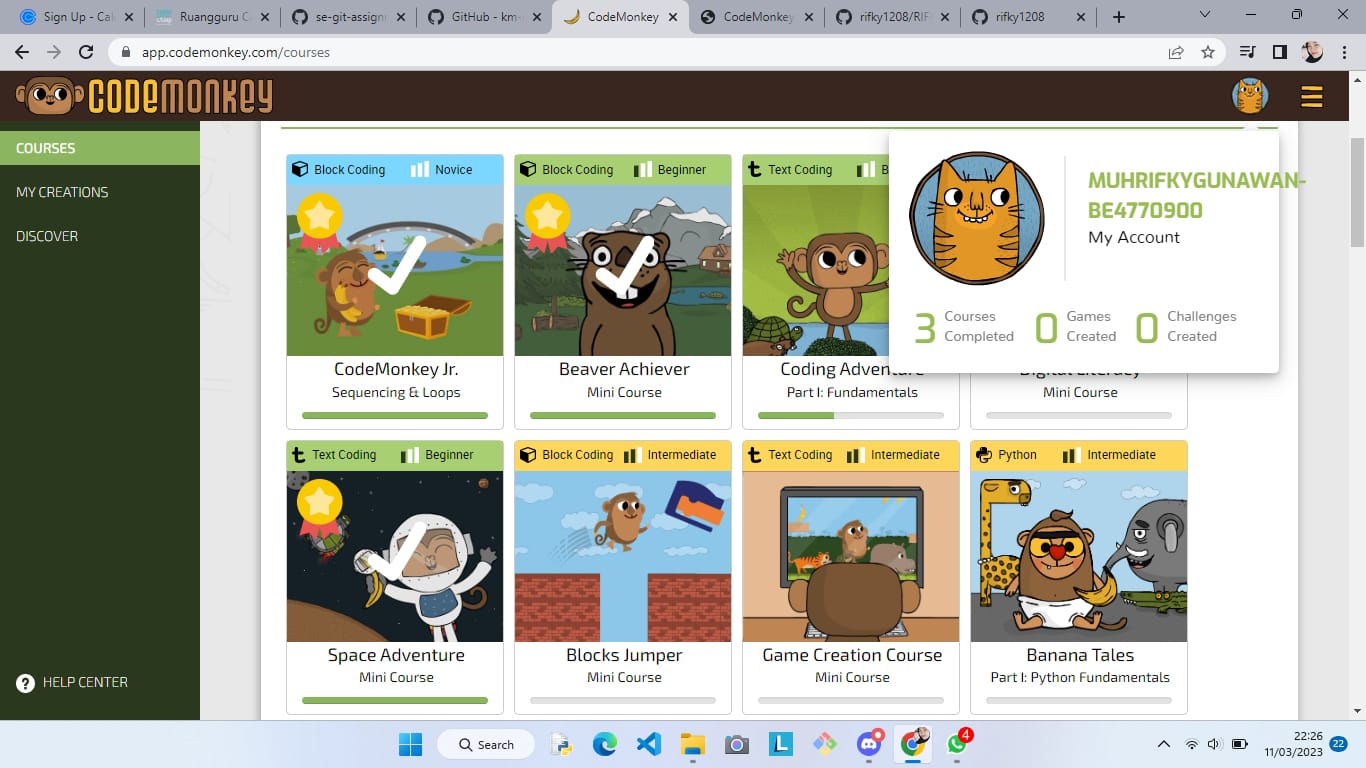 Sign Up - Cal
Ruangguru C
se-git-assign
GitHub - km-
CodeMonkey
CodeMonkey
rifky1208/RIF
rifky1208
app.codemonkey.com/courses
CODEMONKEY
COURSES
MY CREATIONS
DISCOVER
HELP CENTER
Block Coding Novice
CodeMonkey Jr.
Sequencing & Loops
Block Coding Beginner
Beaver Achiever
Mini Course
Text Coding B
Coding Adventure
Part I: Fundamentals
Digital Literacy
Mini Course
MUHRIFKYGUNAWAN-
BE4770900
My Account
3 Courses
Completed
0 Games
Created
0 Challenges
Created
Text Coding Beginner
Space Adventure
Mini Course
Block Coding Intermediate
Blocks Jumper
Mini Course
Text Coding Intermediate
Game Creation Course
Mini Course
Python Intermediate
Banana Tales
Part I: Python Fundamentals
Search
4
22:26
11/03/2023
22